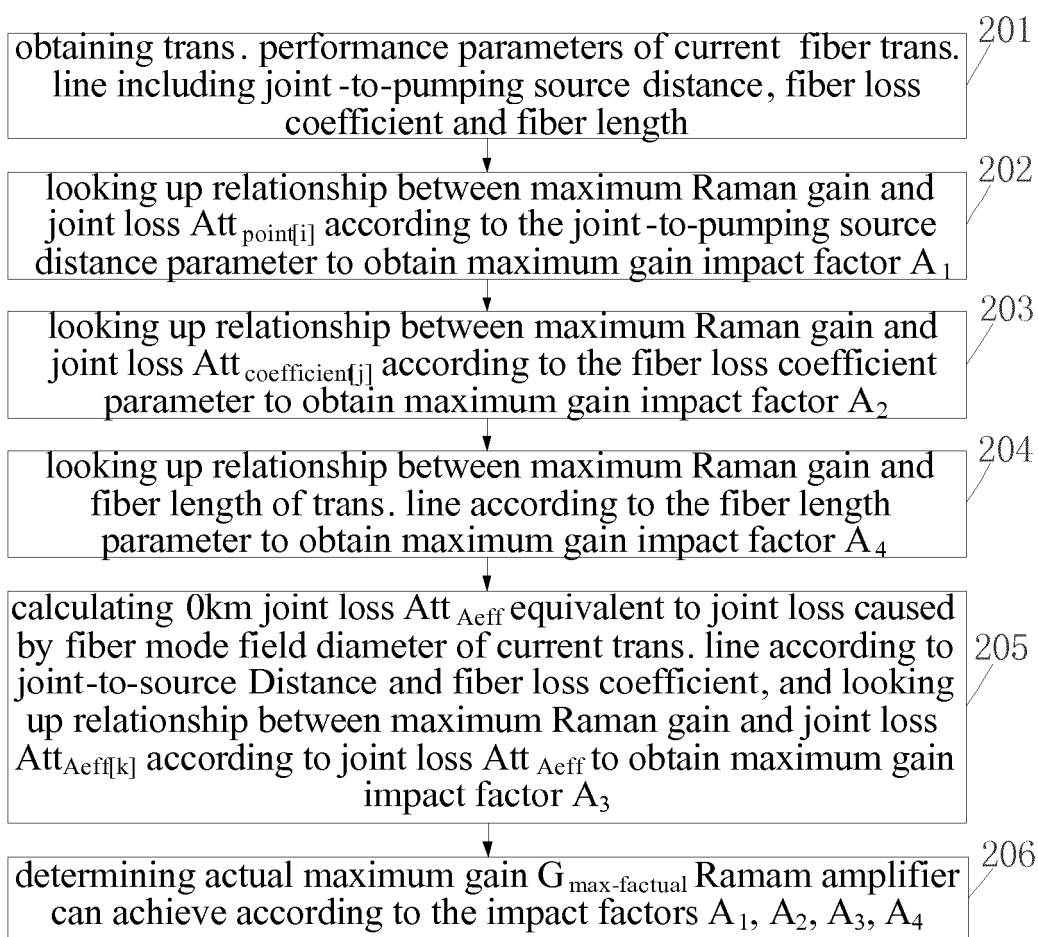 201
obtaining trans. performance parameters of current fiber trans.
line including joint-to-pumping source distance, fiber loss
coefficient and fiber length
202
looking up relationship between maximum Raman gain and
joint loss Att point[i] according to the joint-to-pumping source
distance parameter to obtain maximum gain impact factor A1
203
looking up relationship between maximum Raman gain and
joint loss Att coefficient[j] according to the fiber loss coefficient
parameter to obtain maximum gain impact factor A2
204
looking up relationship between maximum Raman gain and
fiber length of trans. line according to the fiber length
parameter to obtain maximum gain impact factor A4
205
calculating 0km joint loss Att Aeff equivalent to joint loss caused
by fiber mode field diameter of current trans. line according to
joint-to-source Distance and fiber loss coefficient, and looking
up relationship between maximum Raman gain and joint loss
AttAeff[k] according to joint loss Att Aeff to obtain maximum gain
impact factor A3
206
determining actual maximum gain Gmax-factual Ramam amplifier
can achieve according to the impact factors A1, A2, A3, A4